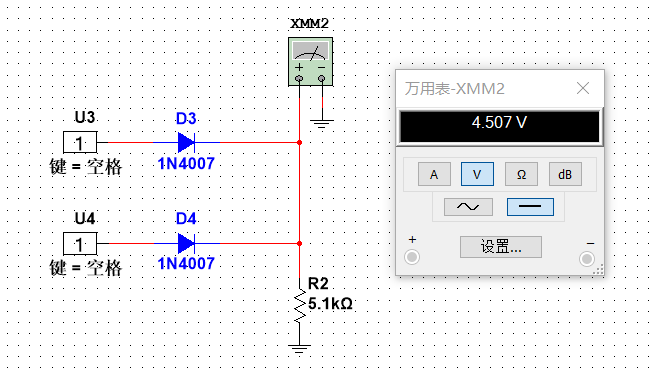 XMM2
+ −
万用表-XMM2
4.507 V
A V Ω dB
+ 设置... −
U3
1
键 = 空格
D3
1N4007
U4
1
键 = 空格
D4
1N4007
R2
5.1kΩ